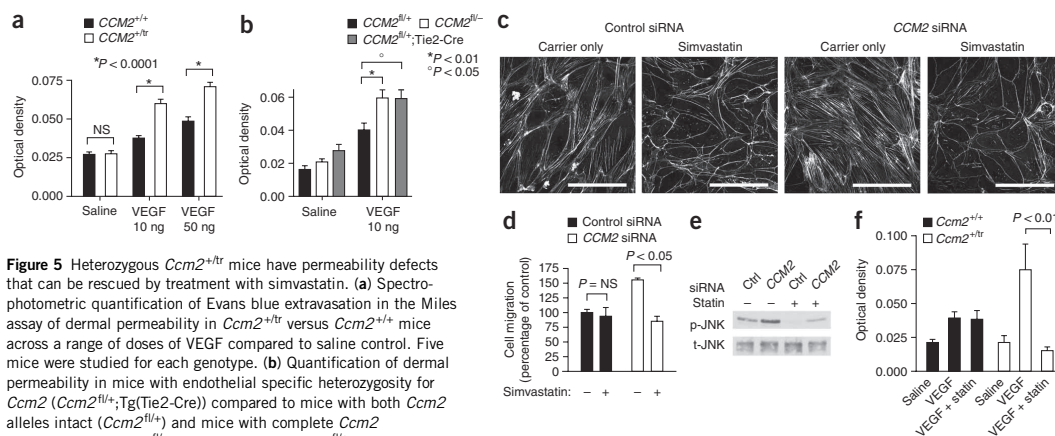 a
CCM2+/+
CCM2+/tr
*P < 0.0001
Optical density
0.075
0.050
0.025
0.000
NS
*
*
Saline
VEGF
10 ng
VEGF
50 ng
b
CCM2fl/+
CCM2fl/–
CCM2fl/+;Tie2-Cre
*P < 0.01
°P < 0.05
Optical density
0.06
0.04
0.02
0.00
°
*
Saline
VEGF
10 ng
c
Control siRNA
CCM2 siRNA
Carrier only
Simvastatin
Carrier only
Simvastatin
d
Control siRNA
CCM2 siRNA
P < 0.05
P = NS
Cell migration
(percentage of control)
175
150
125
100
75
50
25
0
Simvastatin: – + – +
e
siRNA Ctrl CCM2 Ctrl CCM2
Statin – – + +
p-JNK
t-JNK
f
Ccm2+/+
Ccm2+/tr
P < 0.01
Optical density
0.100
0.075
0.050
0.025
0.000
Saline
VEGF
VEGF + statin
Saline
VEGF
VEGF + statin
Figure 5 Heterozygous Ccm2+/tr mice have permeability defects
that can be rescued by treatment with simvastatin. (a) Spectro-
photometric quantification of Evans blue extravasation in the Miles
assay of dermal permeability in Ccm2+/tr versus Ccm2+/+ mice
across a range of doses of VEGF compared to saline control. Five
mice were studied for each genotype. (b) Quantification of dermal
permeability in mice with endothelial specific heterozygosity for
Ccm2 (Ccm2fl/+;Tg(Tie2-Cre)) compared to mice with both Ccm2
alleles intact (Ccm2fl/+) and mice with complete Ccm2